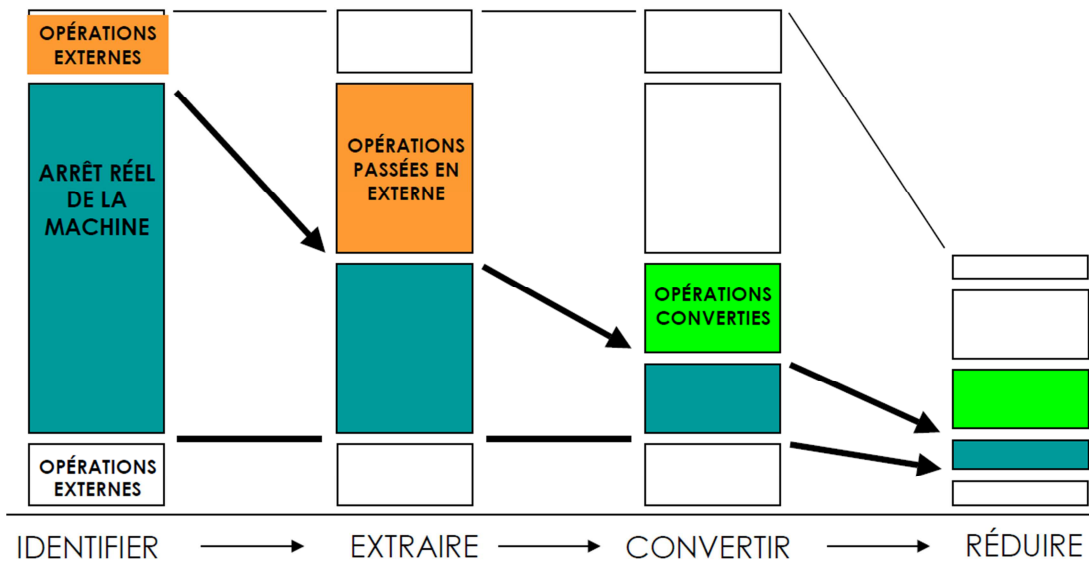 OPÉRATIONS
EXTERNES
ARRÊT RÉEL
DE LA
MACHINE
OPÉRATIONS
EXTERNES
OPÉRATIONS
PASSÉES EN
EXTERNE
OPÉRATIONS
CONVERTIES
IDENTIFIER
EXTRAIRE
CONVERTIR
RÉDUIRE